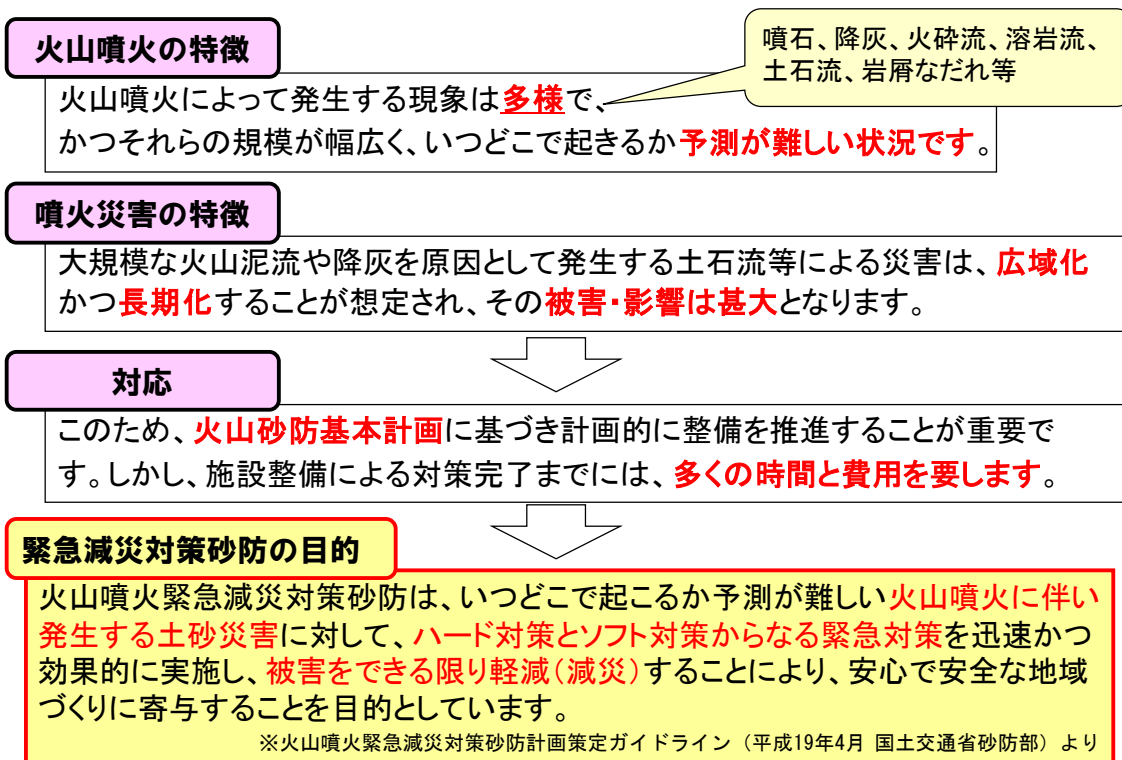 火山噴火の特徴
噴石、降灰、火砕流、溶岩流、
土石流、岩屑なだれ等
火山噴火によって発生する現象は多様で、
かつそれらの規模が幅広く、いつどこで起きるか予測が難しい状況です。
噴火災害の特徴
大規模な火山泥流や降灰を原因として発生する土石流等による災害は、広域化
かつ長期化することが想定され、その被害・影響は甚大となります。
対応
このため、火山砂防基本計画に基づき計画的に整備を推進することが重要で
す。しかし、施設整備による対策完了までには、多くの時間と費用を要します。
緊急減災対策砂防の目的
火山噴火緊急減災対策砂防は、いつどこで起こるか予測が難しい火山噴火に伴い
発生する土砂災害に対して、ハード対策とソフト対策からなる緊急対策を迅速かつ
効果的に実施し、被害をできる限り軽減（減災）することにより、安心で安全な地域
づくりに寄与することを目的としています。
※火山噴火緊急減災対策砂防計画策定ガイドライン（平成19年4月 国土交通省砂防部）より